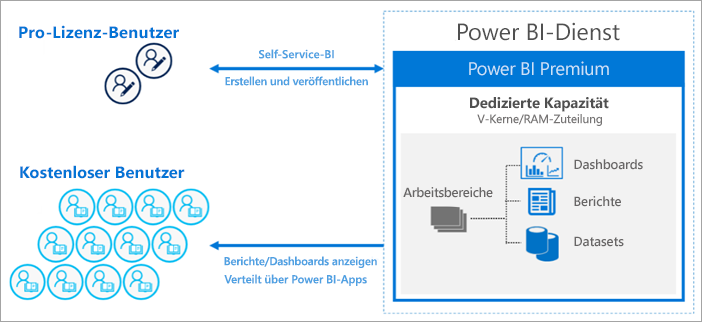 Pro-Lizenz-Benutzer
Self-Service-BI
Erstellen und veröffentlichen
Kostenloser Benutzer
Berichte/Dashboards anzeigen
Verteilt über Power BI-Apps
Power BI-Dienst
Power BI Premium
Dedizierte Kapazität
V-Kerne/RAM-Zuteilung
Arbeitsbereiche
Dashboards
Berichte
Datasets